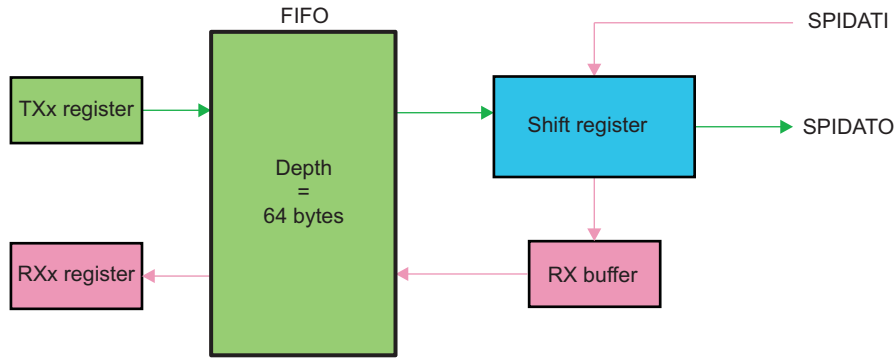 FIFO
SPIDATI
TXx register
Shift register
SPIDATO
Depth
=
64 bytes
RXx register
RX buffer